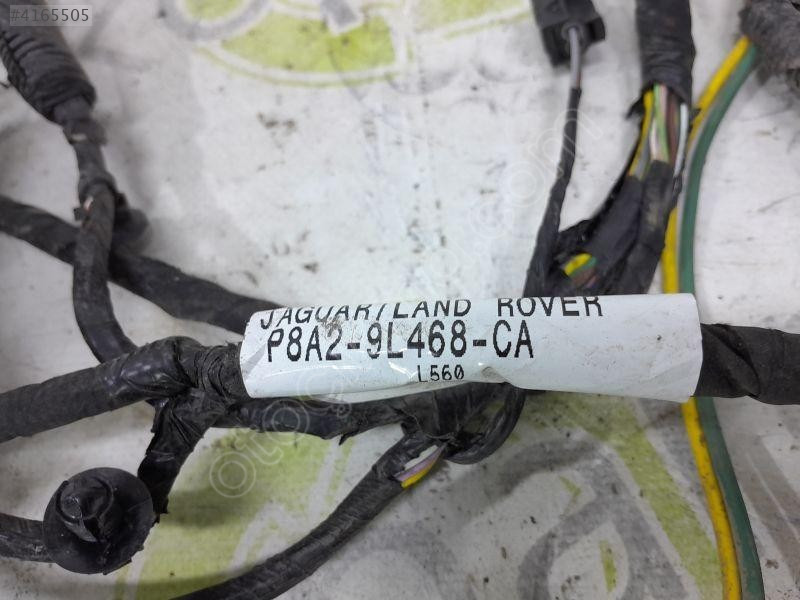 #4165505
JAGUAR/LAND ROVER
P8A2-9L468-CA
L560